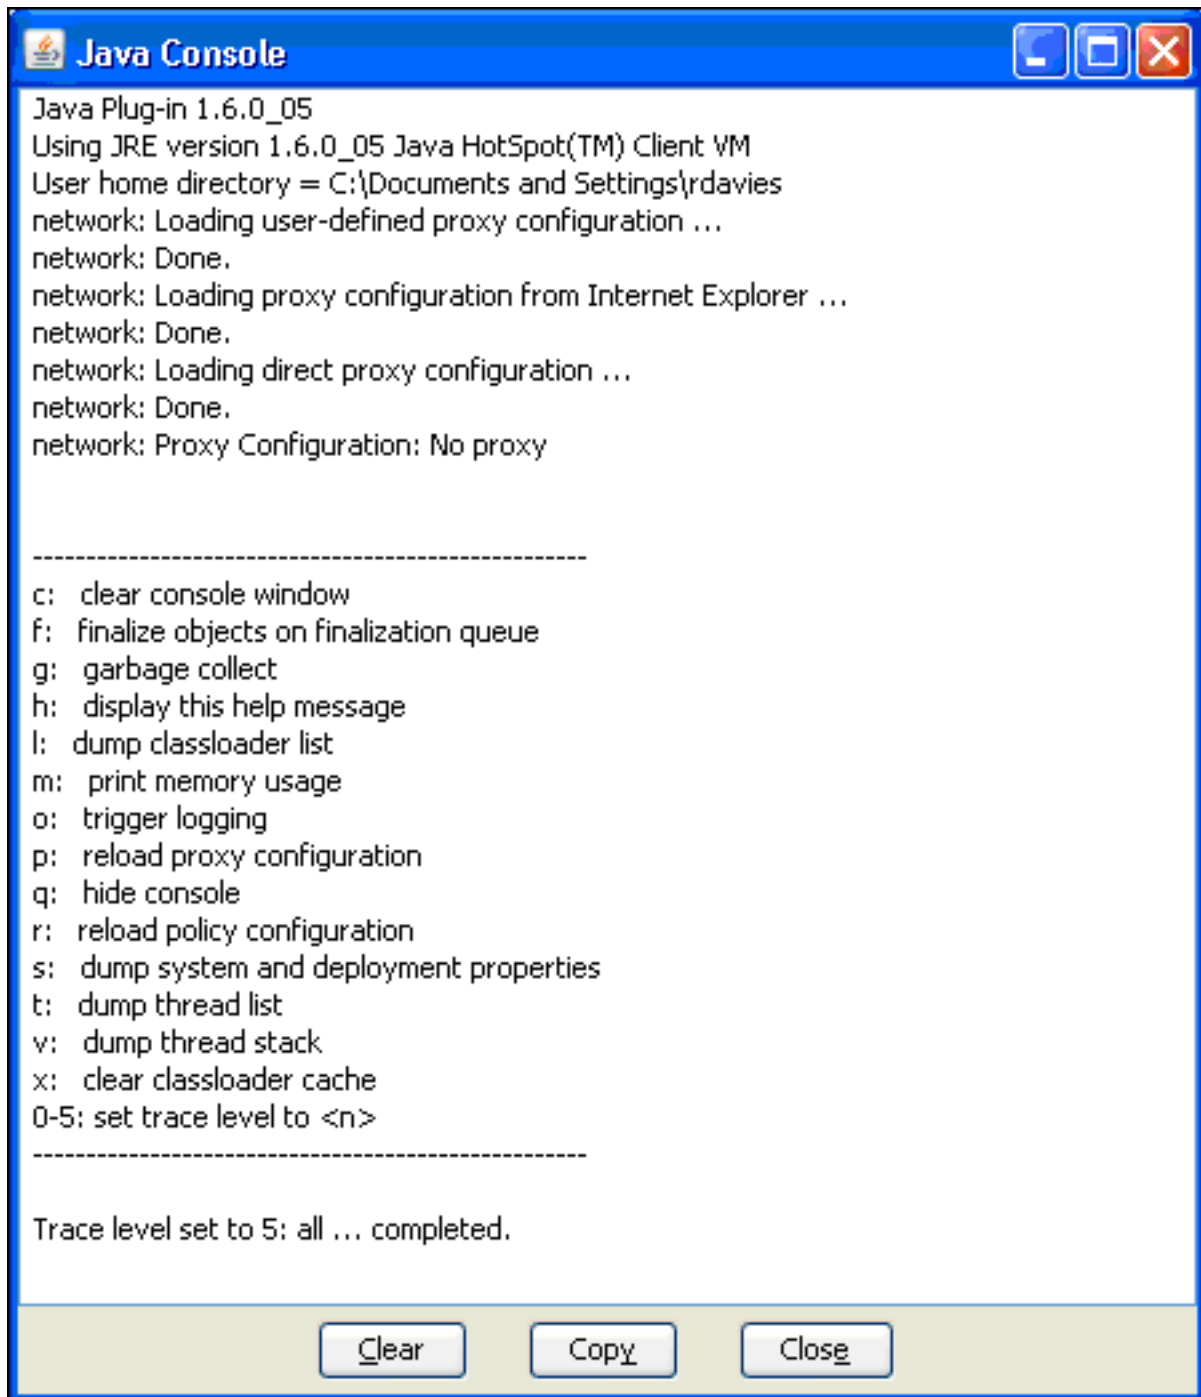 Java Console
Java Plug-in 1.6.0_05
Using JRE version 1.6.0_05 Java HotSpot(TM) Client VM
User home directory = C:\Documents and Settings\rdavies
network: Loading user-defined proxy configuration ...
network: Done.
network: Loading proxy configuration from Internet Explorer ...
network: Done.
network: Loading direct proxy configuration ...
network: Done.
network: Proxy Configuration: No proxy
----------------------------------------------------
c:   clear console window
f:   finalize objects on finalization queue
g:   garbage collect
h:   display this help message
l:   dump classloader list
m:   print memory usage
o:   trigger logging
p:   reload proxy configuration
q:   hide console
r:   reload policy configuration
s:   dump system and deployment properties
t:   dump thread list
v:   dump thread stack
x:   clear classloader cache
0-5: set trace level to <n>
----------------------------------------------------
Trace level set to 5: all ... completed.
Clear Copy Close